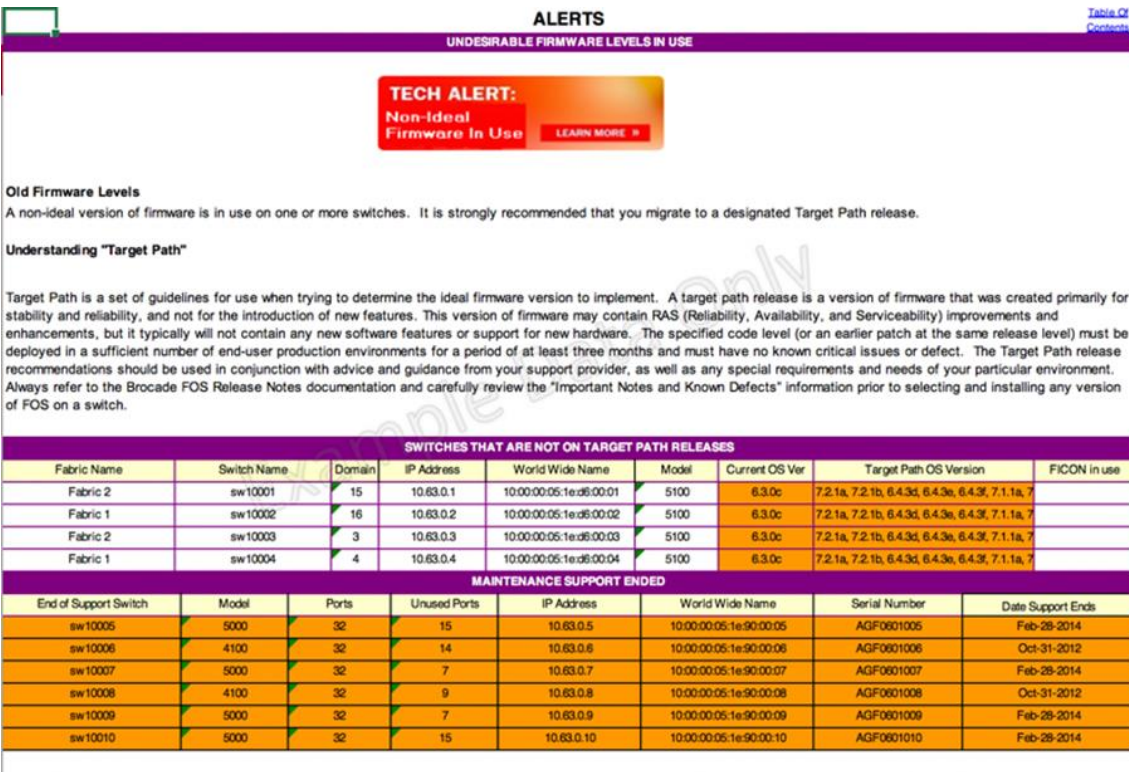 ALERTS
Table Of
Contents
UNDESIRABLE FIRMWARE LEVELS IN USE
TECH ALERT:
Non-Ideal
Firmware In Use
LEARN MORE »
Old Firmware Levels
A non-ideal version of firmware is in use on one or more switches. It is strongly recommended that you migrate to a designated Target Path release.
Understanding "Target Path"
Target Path is a set of guidelines for use when trying to determine the ideal firmware version to implement. A target path release is a version of firmware that was created primarily for
stability and reliability, and not for the introduction of new features. This version of firmware may contain RAS (Reliability, Availability, and Serviceability) improvements and
enhancements, but it typically will not contain any new software features or support for new hardware. The specified code level (or an earlier patch at the same release level) must be
deployed in a sufficient number of end-user production environments for a period of at least three months and must have no known critical issues or defect. The Target Path release
recommendations should be used in conjunction with advice and guidance from your support provider, as well as any special requirements and needs of your particular environment.
Always refer to the Brocade FOS Release Notes documentation and carefully review the "Important Notes and Known Defects" information prior to selecting and installing any version
of FOS on a switch.
Example Data Only
SWITCHES THAT ARE NOT ON TARGET PATH RELEASES
Fabric Name Switch Name Domain IP Address World Wide Name Model Current OS Ver Target Path OS Version FICON in use
Fabric 2 sw10001 15 10.63.0.1 10:00:00:05:1e:d6:00:01 5100 6.3.0c 7.2.1a, 7.2.1b, 6.4.3d, 6.4.3e, 6.4.3f, 7.1.1a, 7
Fabric 1 sw10002 16 10.63.0.2 10:00:00:05:1e:d6:00:02 5100 6.3.0c 7.2.1a, 7.2.1b, 6.4.3d, 6.4.3e, 6.4.3f, 7.1.1a, 7
Fabric 2 sw10003 3 10.63.0.3 10:00:00:05:1e:d6:00:03 5100 6.3.0c 7.2.1a, 7.2.1b, 6.4.3d, 6.4.3e, 6.4.3f, 7.1.1a, 7
Fabric 1 sw10004 4 10.63.0.4 10:00:00:05:1e:d6:00:04 5100 6.3.0c 7.2.1a, 7.2.1b, 6.4.3d, 6.4.3e, 6.4.3f, 7.1.1a, 7
MAINTENANCE SUPPORT ENDED
End of Support Switch Model Ports Unused Ports IP Address World Wide Name Serial Number Date Support Ends
sw10005 5000 32 15 10.63.0.5 10:00:00:05:1e:90:00:05 AGF0601005 Feb-28-2014
sw10006 4100 32 14 10.63.0.6 10:00:00:05:1e:90:00:06 AGF0601006 Oct-31-2012
sw10007 5000 32 7 10.63.0.7 10:00:00:05:1e:90:00:07 AGF0601007 Feb-28-2014
sw10008 4100 32 9 10.63.0.8 10:00:00:05:1e:90:00:08 AGF0601008 Oct-31-2012
sw10009 5000 32 7 10.63.0.9 10:00:00:05:1e:90:00:09 AGF0601009 Feb-28-2014
sw10010 5000 32 15 10.63.0.10 10:00:00:05:1e:90:00:10 AGF0601010 Feb-28-2014